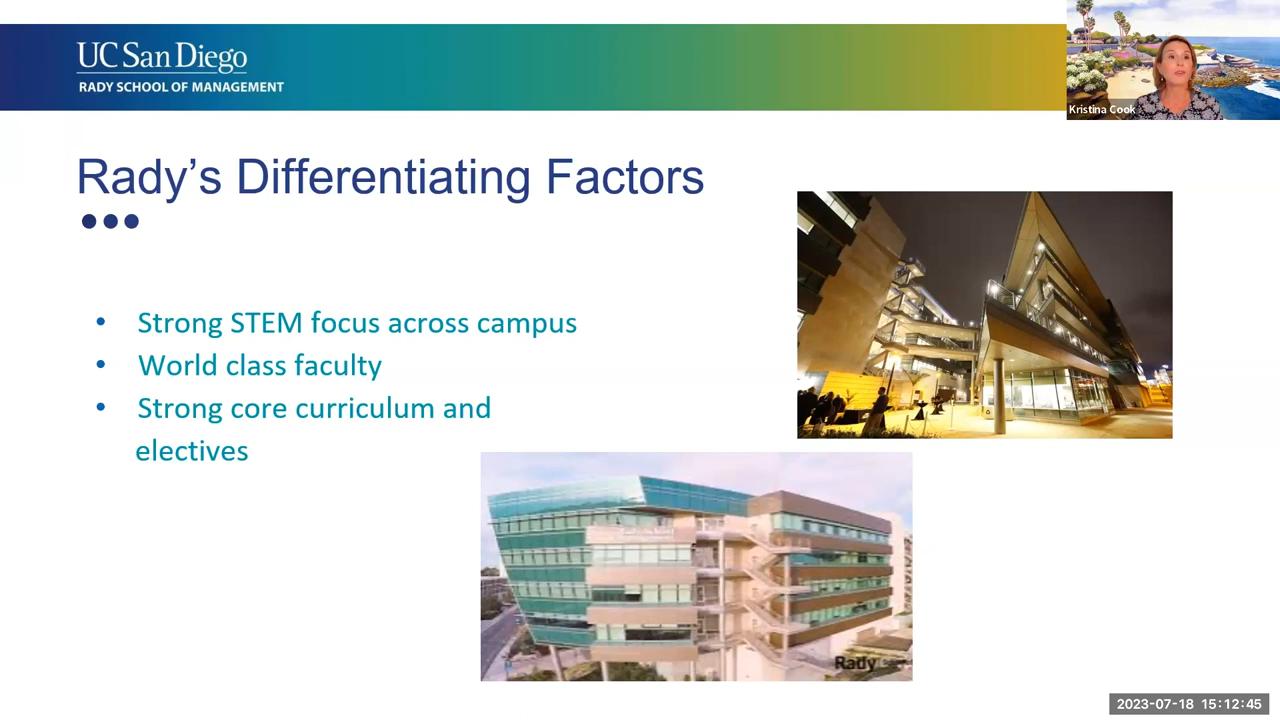 UC San Diego
RADY SCHOOL OF MANAGEMENT
Kristina Cook
Rady's Differentiating Factors
• Strong STEM focus across campus
• World class faculty
• Strong core curriculum and
electives
Rady
2023-07-18 15:12:45